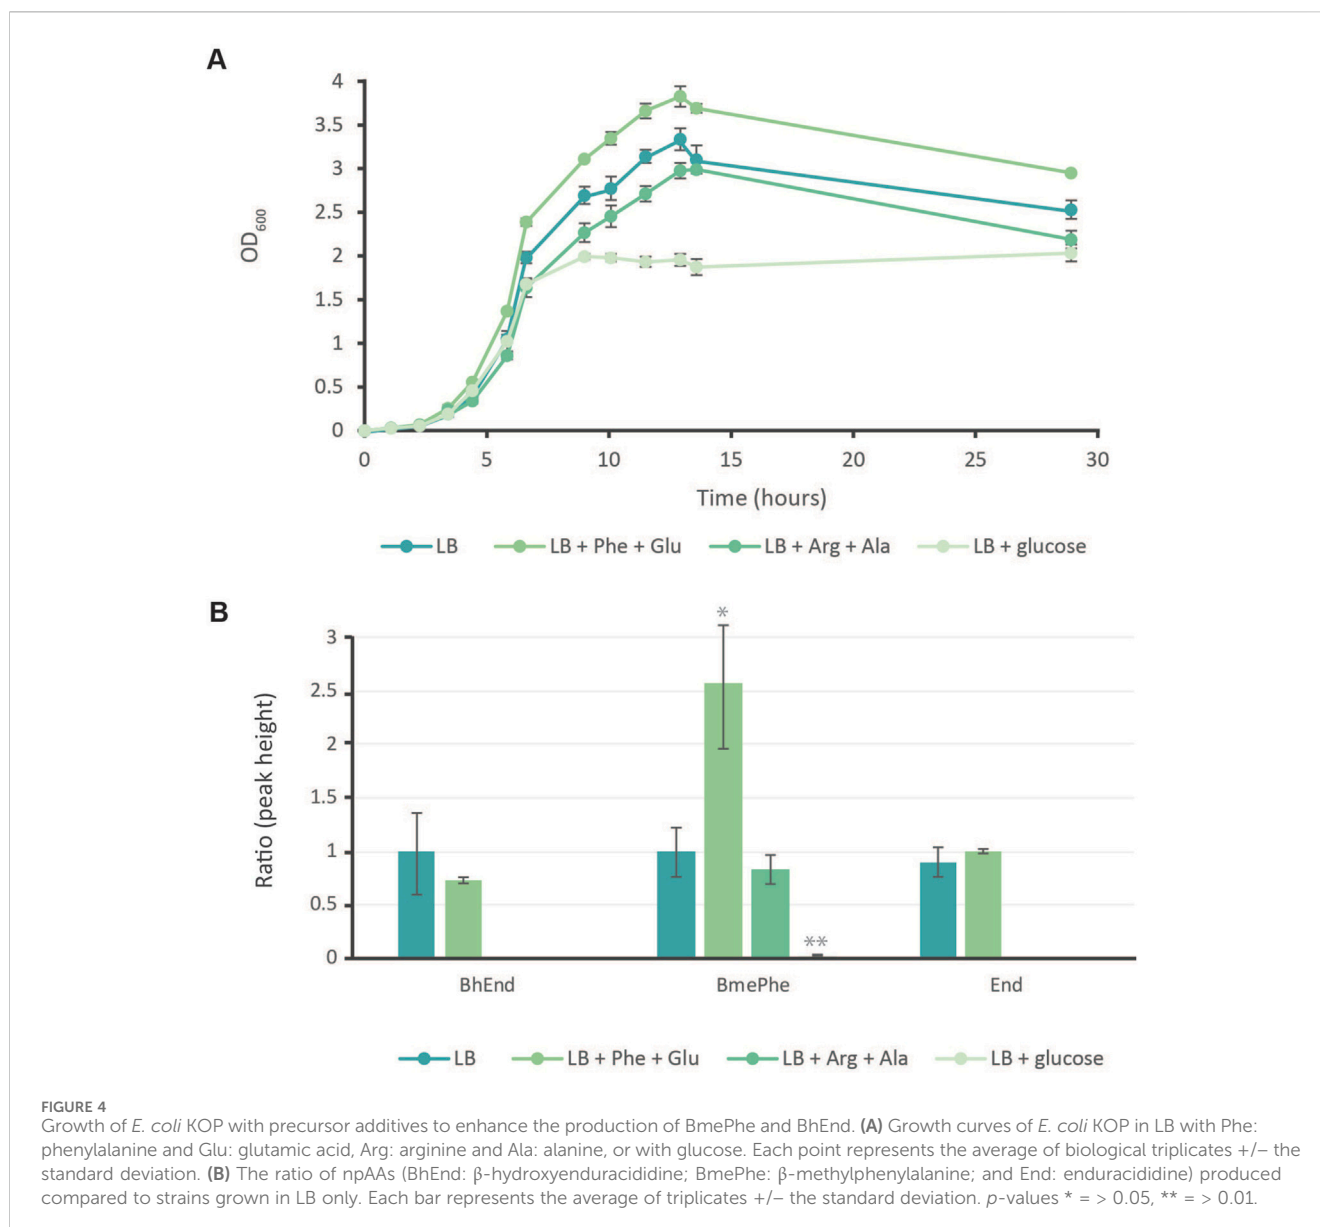 A
4
3.5
3
2.5
2
1.5
1
0.5
0
OD600
0 5 10 15 20 25 30
Time (hours)
LB LB + Phe + Glu LB + Arg + Ala LB + glucose
B
3
2.5
2
1.5
1
0.5
0
Ratio (peak height)
*
**
BhEnd BmePhe End
LB LB + Phe + Glu LB + Arg + Ala LB + glucose
FIGURE 4
Growth of E. coli KOP with precursor additives to enhance the production of BmePhe and BhEnd. (A) Growth curves of E. coli KOP in LB with Phe:
phenylalanine and Glu: glutamic acid, Arg: arginine and Ala: alanine, or with glucose. Each point represents the average of biological triplicates +/− the
standard deviation. (B) The ratio of npAAs (BhEnd: β-hydroxyenduracididine; BmePhe: β-methylphenylalanine; and End: enduracididine) produced
compared to strains grown in LB only. Each bar represents the average of triplicates +/− the standard deviation. p-values * = > 0.05, ** = > 0.01.